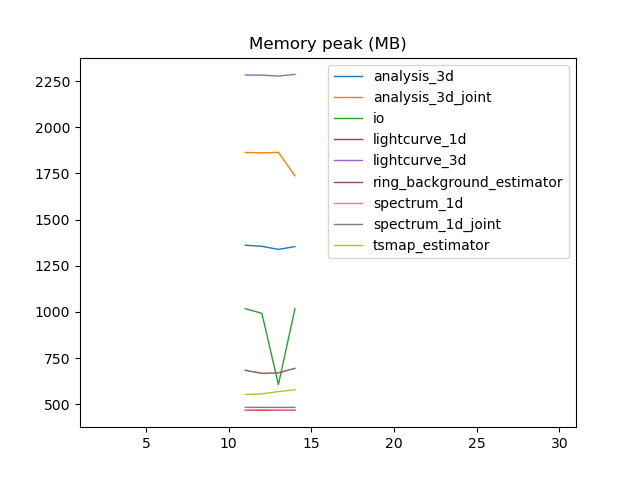 Memory peak (MB)
2250
2000
1750
1500
1250
1000
750
500
5
10
15
20
25
30
analysis_3d
analysis_3d_joint
io
lightcurve_1d
lightcurve_3d
ring_background_estimator
spectrum_1d
spectrum_1d_joint
tsmap_estimator